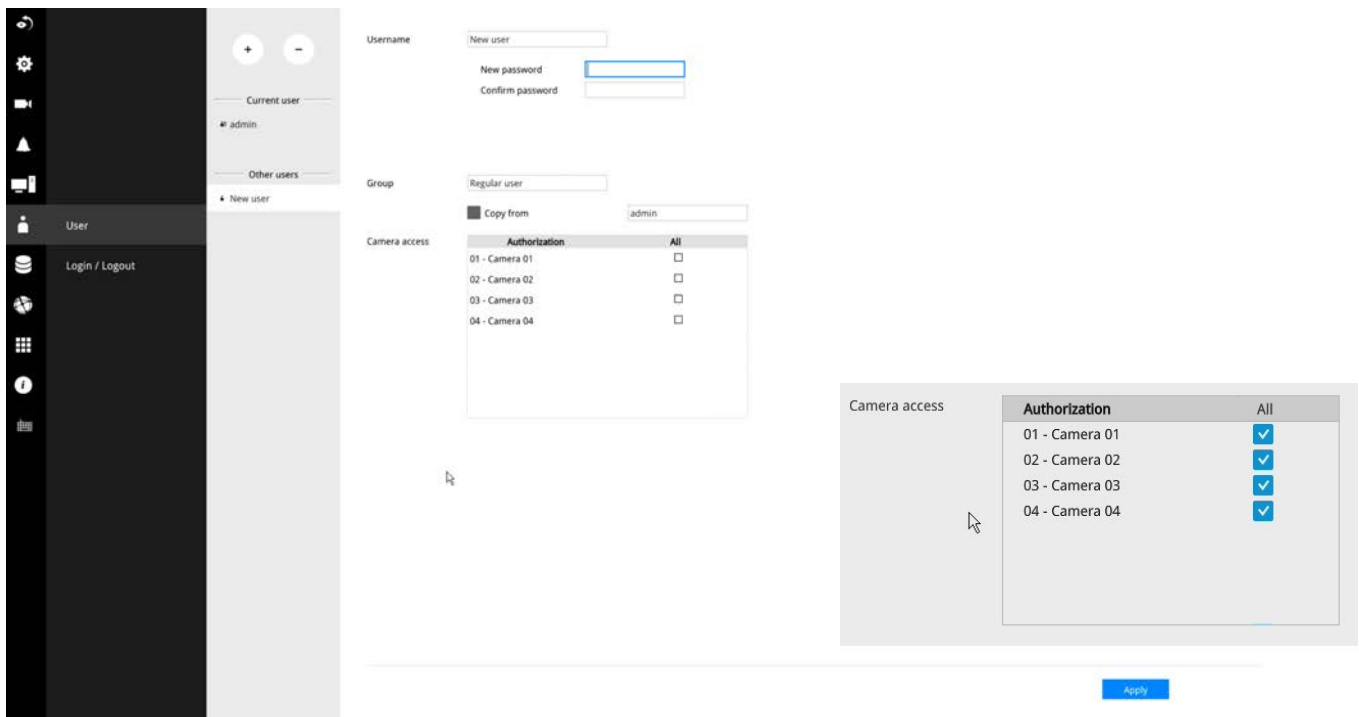 Username New user
New password
Confirm password
+ −
Current user
admin
Other users
New user
User
Login / Logout
Group Regular user
Copy from admin
Camera access
Authorization All
01 - Camera 01
02 - Camera 02
03 - Camera 03
04 - Camera 04
Camera access
Authorization All
01 - Camera 01
02 - Camera 02
03 - Camera 03
04 - Camera 04
Apply